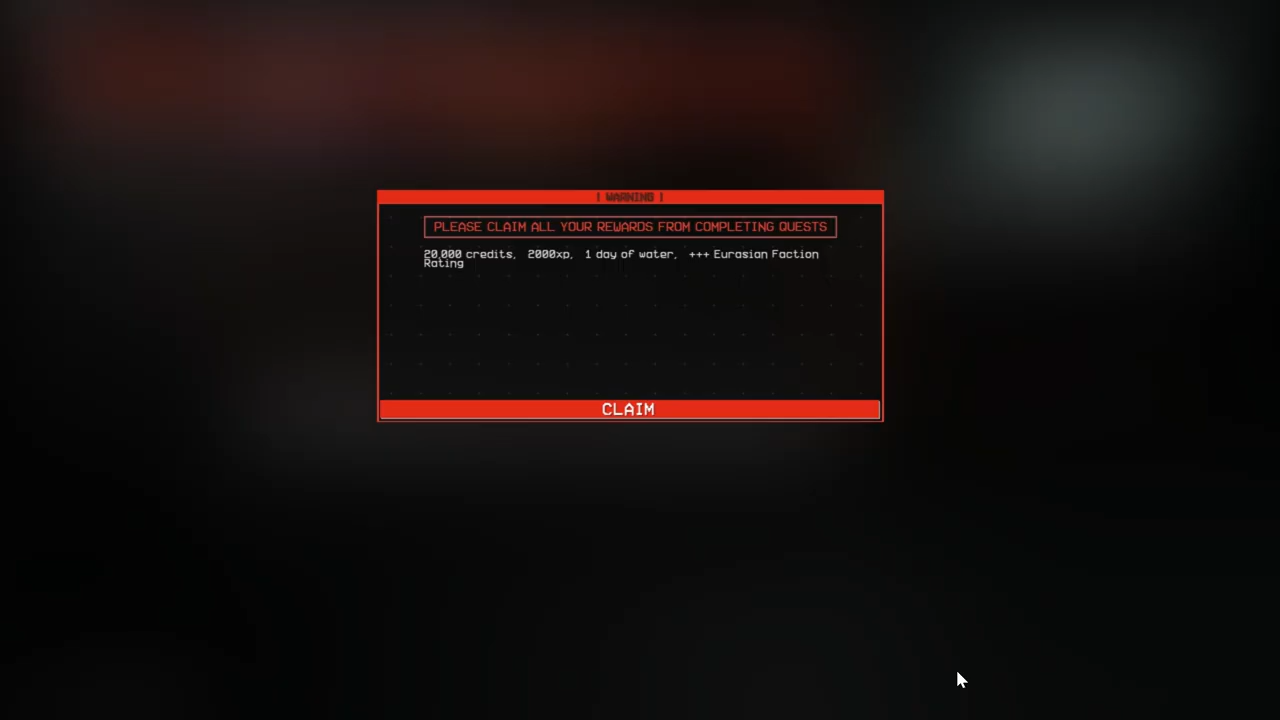 ! WARNING !
PLEASE CLAIM ALL YOUR REWARDS FROM COMPLETING QUESTS
20,000 credits, 2000xp, 1 day of water, +++ Eurasian Faction
Rating
CLAIM